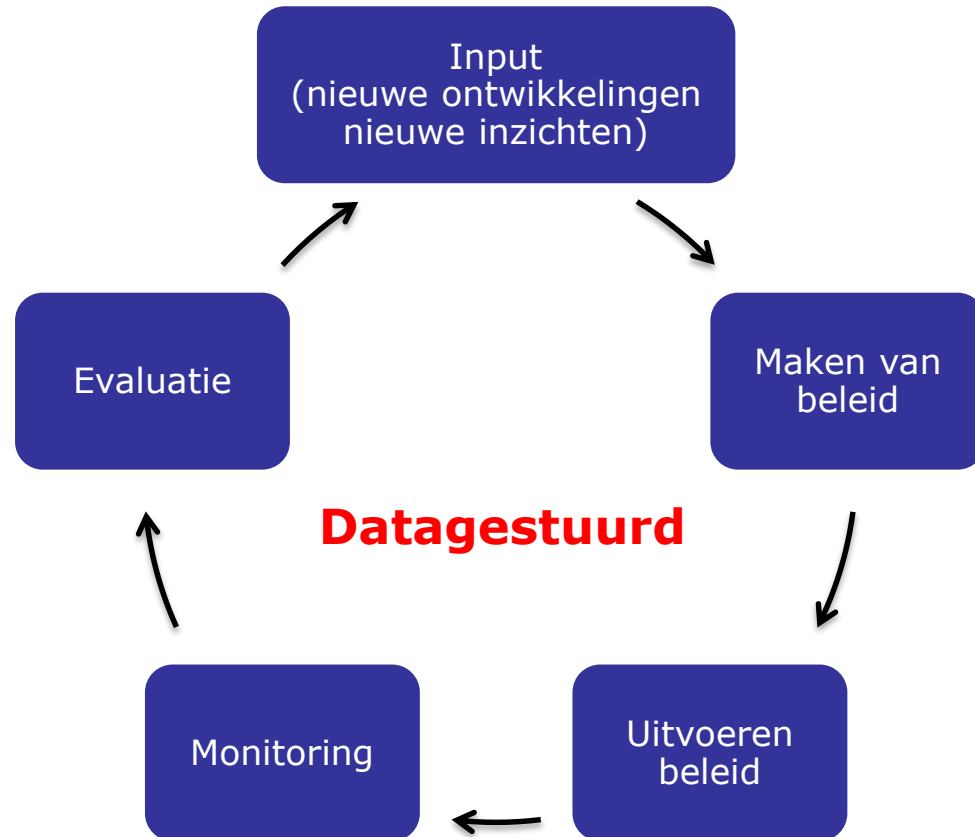 Input
(nieuwe ontwikkelingen
nieuwe inzichten)
Maken van
beleid
Uitvoeren
beleid
Monitoring
Evaluatie
Datagestuurd